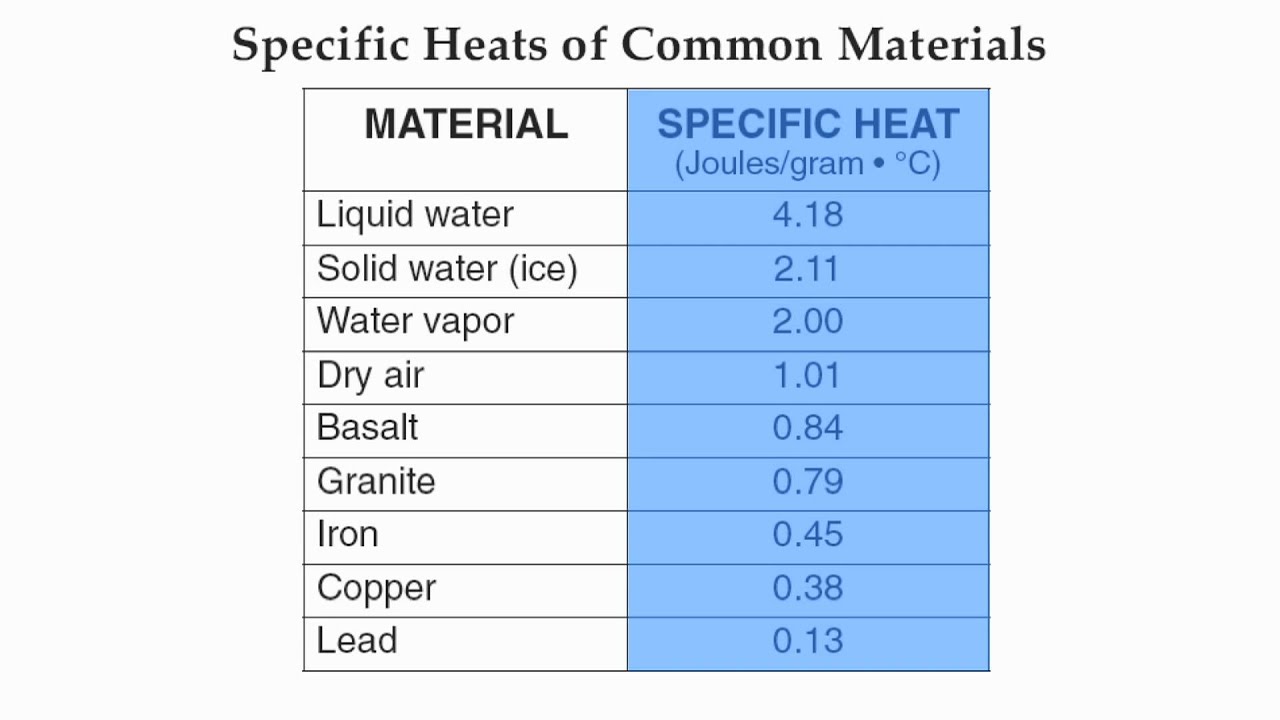 Specific Heats of Common Materials
MATERIAL SPECIFIC HEAT
(Joules/gram • °C)
Liquid water 4.18
Solid water (ice) 2.11
Water vapor 2.00
Dry air 1.01
Basalt 0.84
Granite 0.79
Iron 0.45
Copper 0.38
Lead 0.13